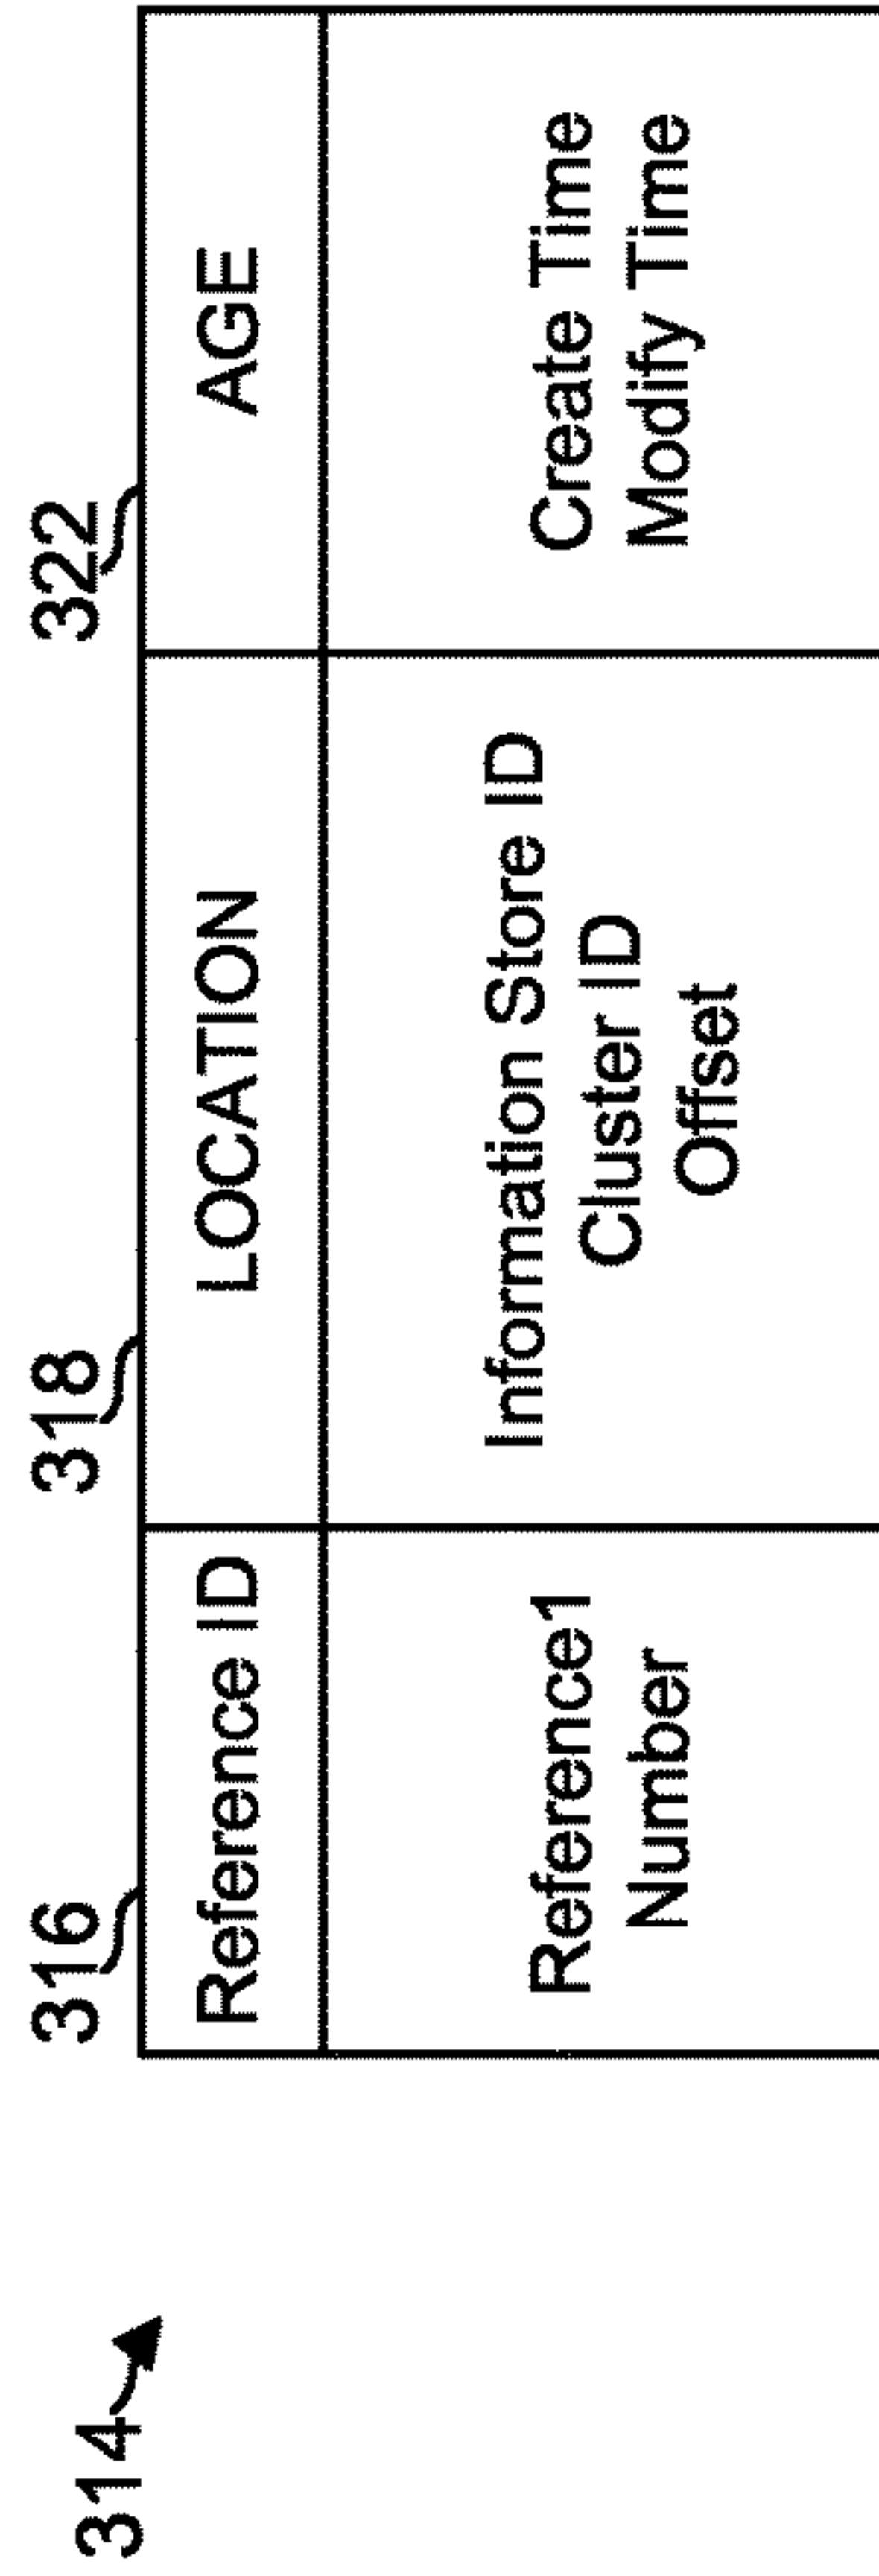 314
316
318
322
Reference ID
LOCATION
AGE
Reference1
Number
Information Store ID
Cluster ID
Offset
Create Time
Modify Time